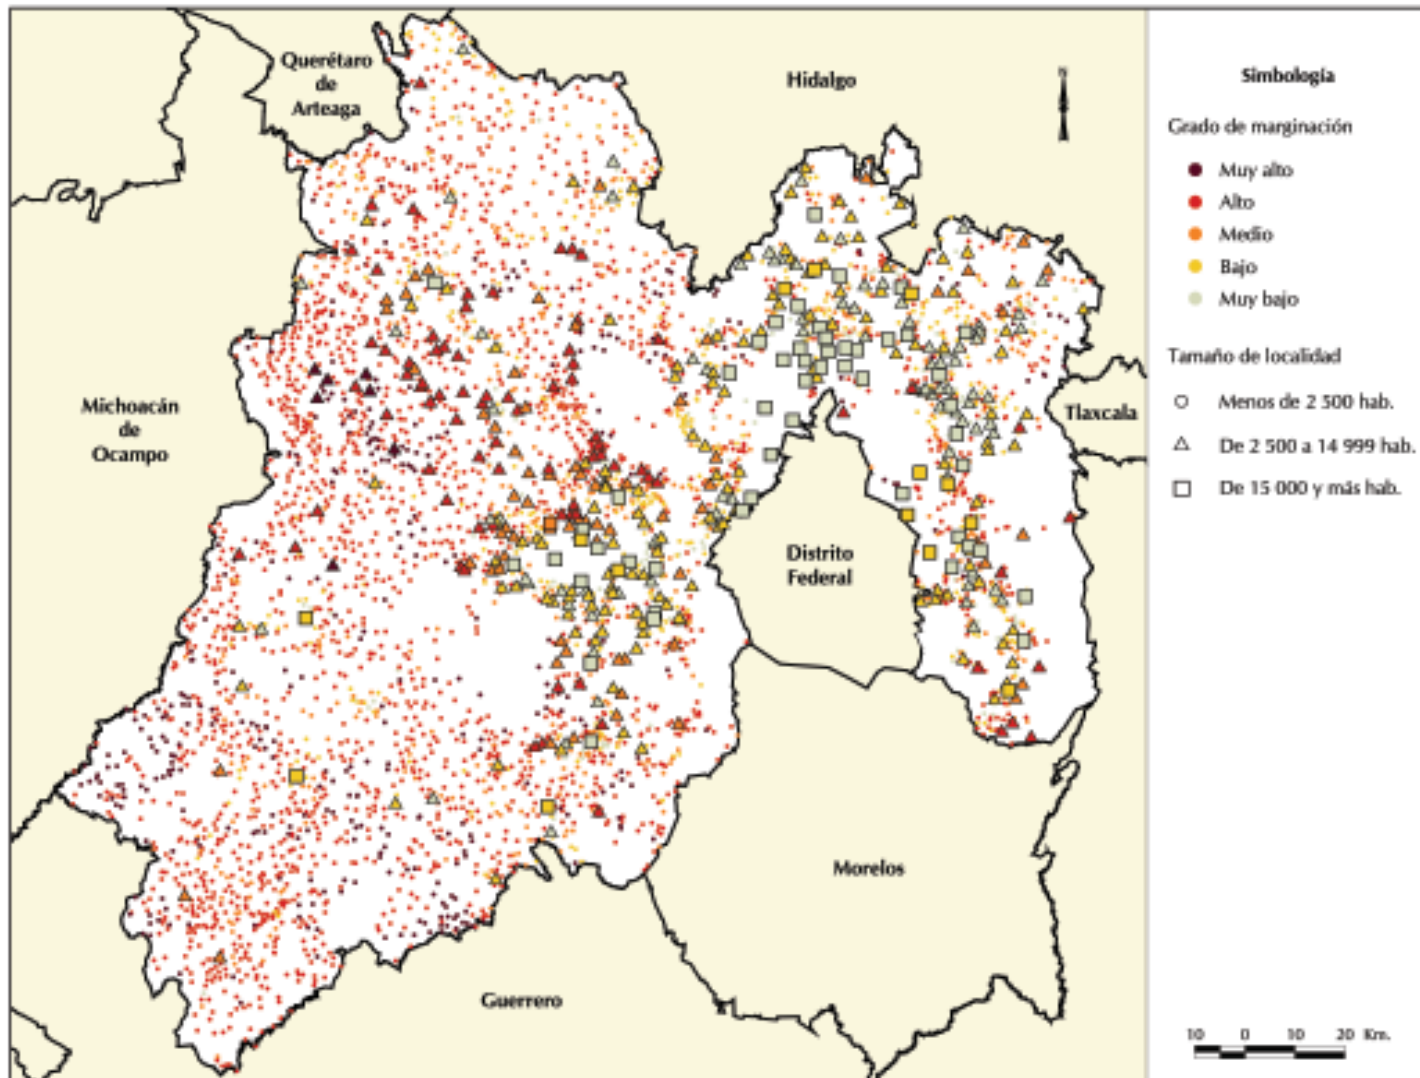 Querétaro
de
Arteaga
Hidalgo
N
Michoacán
de
Ocampo
Tlaxcala
Distrito
Federal
Morelos
Guerrero
Simbología
Grado de marginación
Muy alto
Alto
Medio
Bajo
Muy bajo
Tamaño de localidad
Menos de 2 500 hab.
De 2 500 a 14 999 hab.
De 15 000 y más hab.
10 0 10 20 Km.